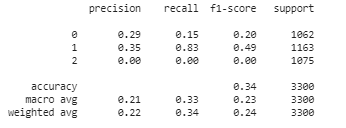 precision recall f1-score support
0 0.29 0.15 0.20 1062
1 0.35 0.83 0.49 1163
2 0.00 0.00 0.00 1075
accuracy 0.34 3300
macro avg 0.21 0.33 0.23 3300
weighted avg 0.22 0.34 0.24 3300